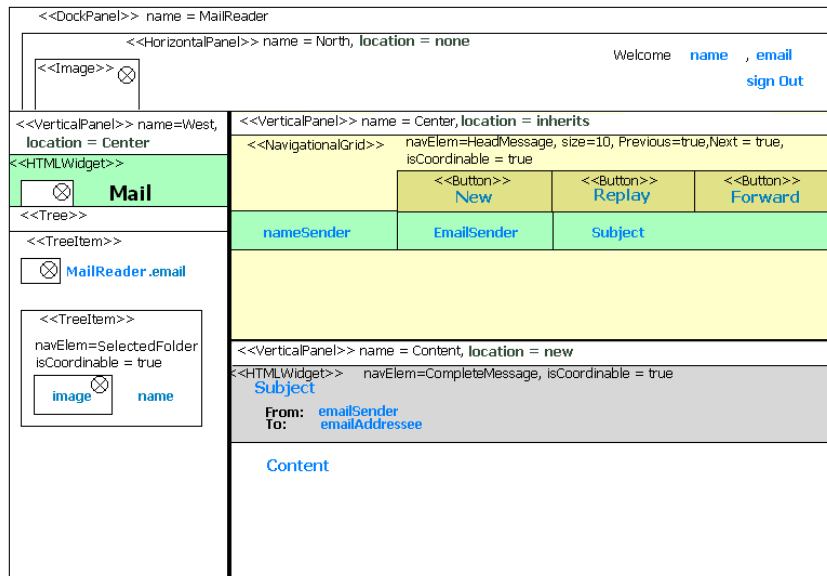 <<DockPanel>> name = MailReader
<<HorizontalPanel>> name = North, location = none
<<Image>>
Welcome name , email
sign Out
<<VerticalPanel>> name=West,
location = Center
<<HTMLWidget>>
Mail
<<Tree>>
<<TreeItem>>
MailReader.email
<<TreeItem>>
navElem=SelectedFolder
isCoordinable = true
image name
<<VerticalPanel>> name = Center, location = inherits
<<NavigationalGrid>> navElem=HeadMessage, size=10, Previous=true,Next = true,
isCoordinable = true
<<Button>> <<Button>> <<Button>>
New Replay Forward
nameSender EmailSender Subject
<<VerticalPanel>> name = Content, location = new
<<HTMLWidget>> navElem=CompleteMessage, isCoordinable = true
Subject
From: emailSender
To: emailAddressee
Content